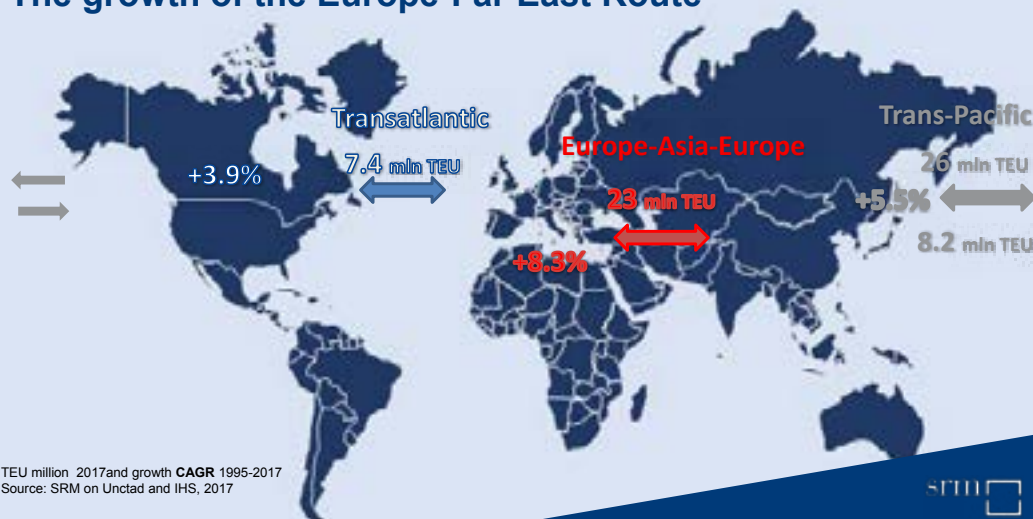 The growth of the Europe-Far East Route
Transatlantic
7.4 mln TEU
+3.9%
Europe-Asia-Europe
23 mln TEU
+8.3%
Trans-Pacific
26 mln TEU
+5.5%
8.2 mln TEU
TEU million 2017and growth CAGR 1995-2017
Source: SRM on Unctad and IHS, 2017
srm